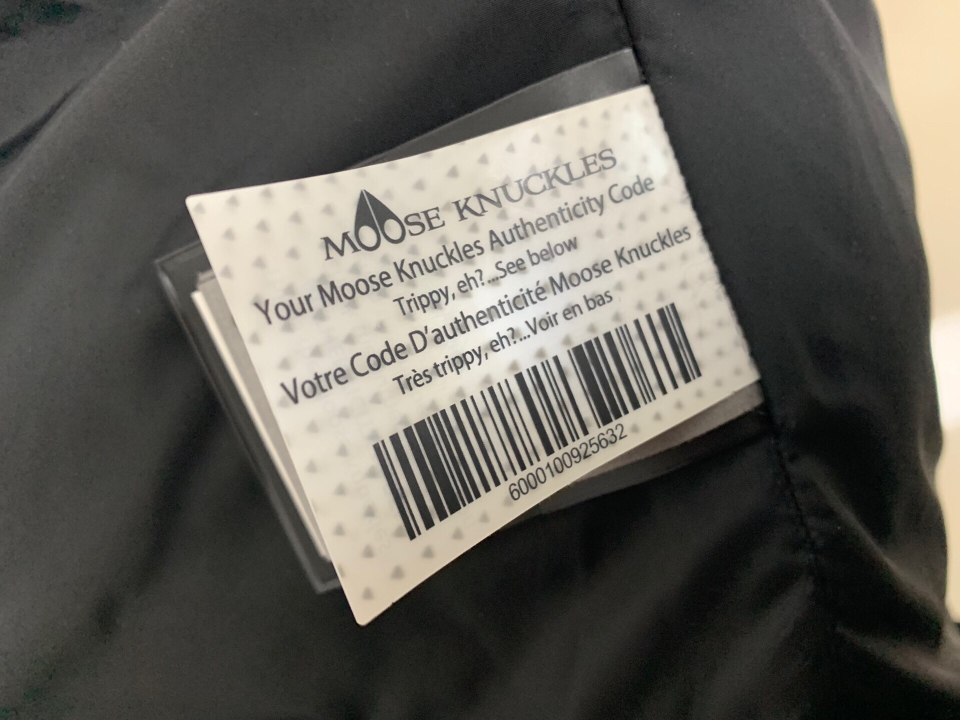 MOOSE KNUCKLES
Your Moose Knuckles Authenticity Code
Trippy, eh?...See below
Votre Code D'authenticité Moose Knuckles
Très trippy, eh?...Voir en bas
6000100925632